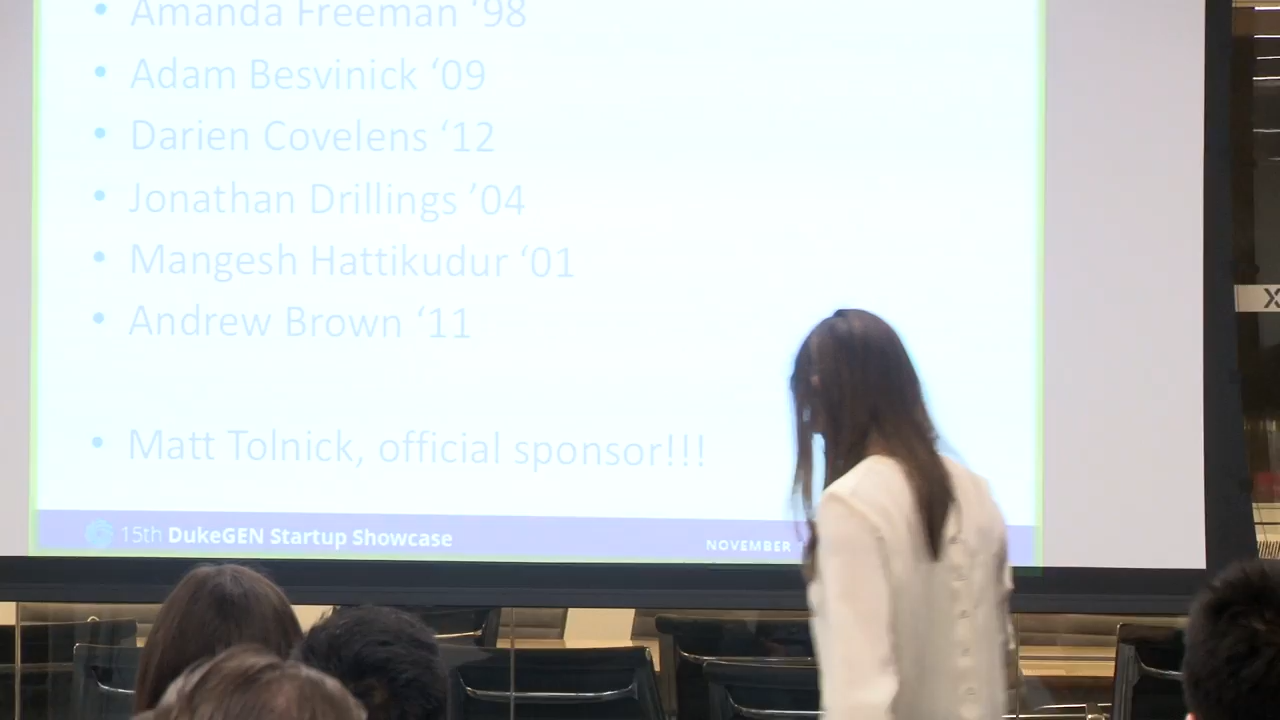 Amanda Freeman ‘98
• Adam Besvinick ‘09
• Darien Covelens ‘12
• Jonathan Drillings ’04
• Mangesh Hattikudur ‘01
• Andrew Brown ‘11
• Matt Tolnick, official sponsor!!!
15th DukeGEN Startup Showcase
NOVEMBER